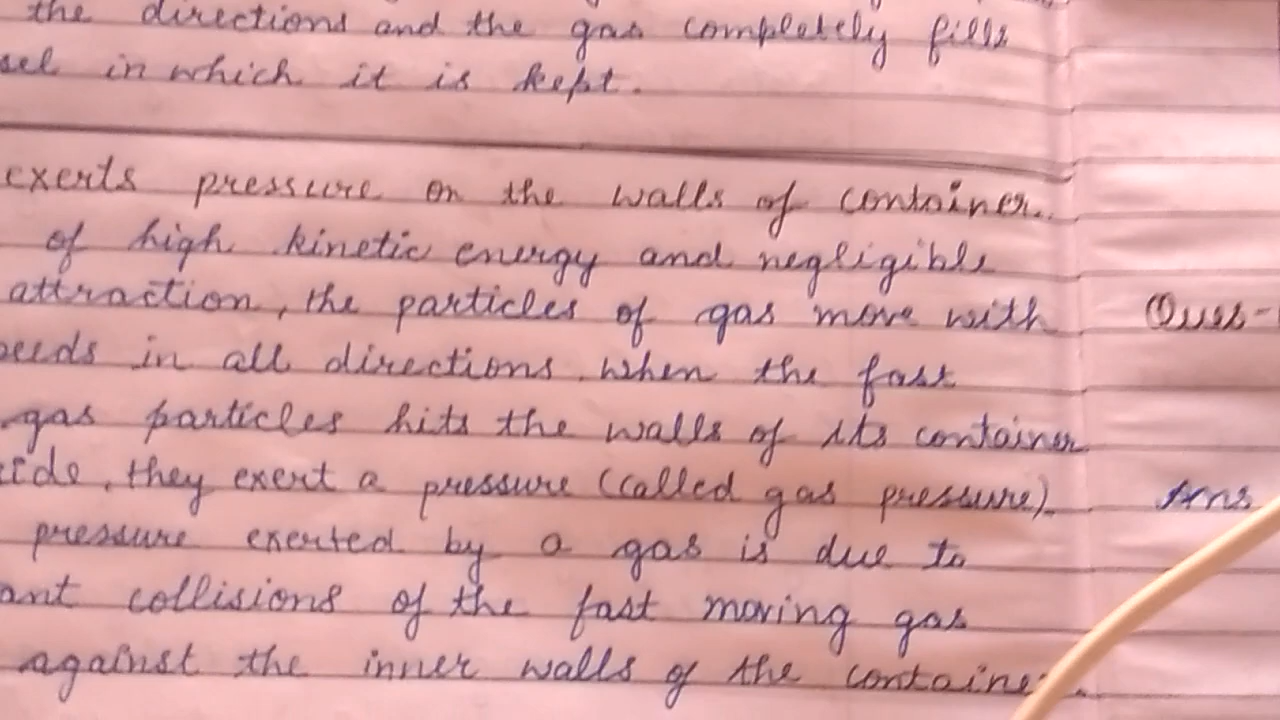 the directions and the gas completely fills
sel in which it is kept.
exerts pressure on the walls of container.
of high kinetic energy and negligible
attraction, the particles of gas move with
Ques-
peeds in all directions. When the fast
gas particles hits the walls of its container
ide, they exert a pressure (called gas pressure).
Ans
pressure exerted by a gas is due to
ant collisions of the fast moving gas
against the inner walls of the container.